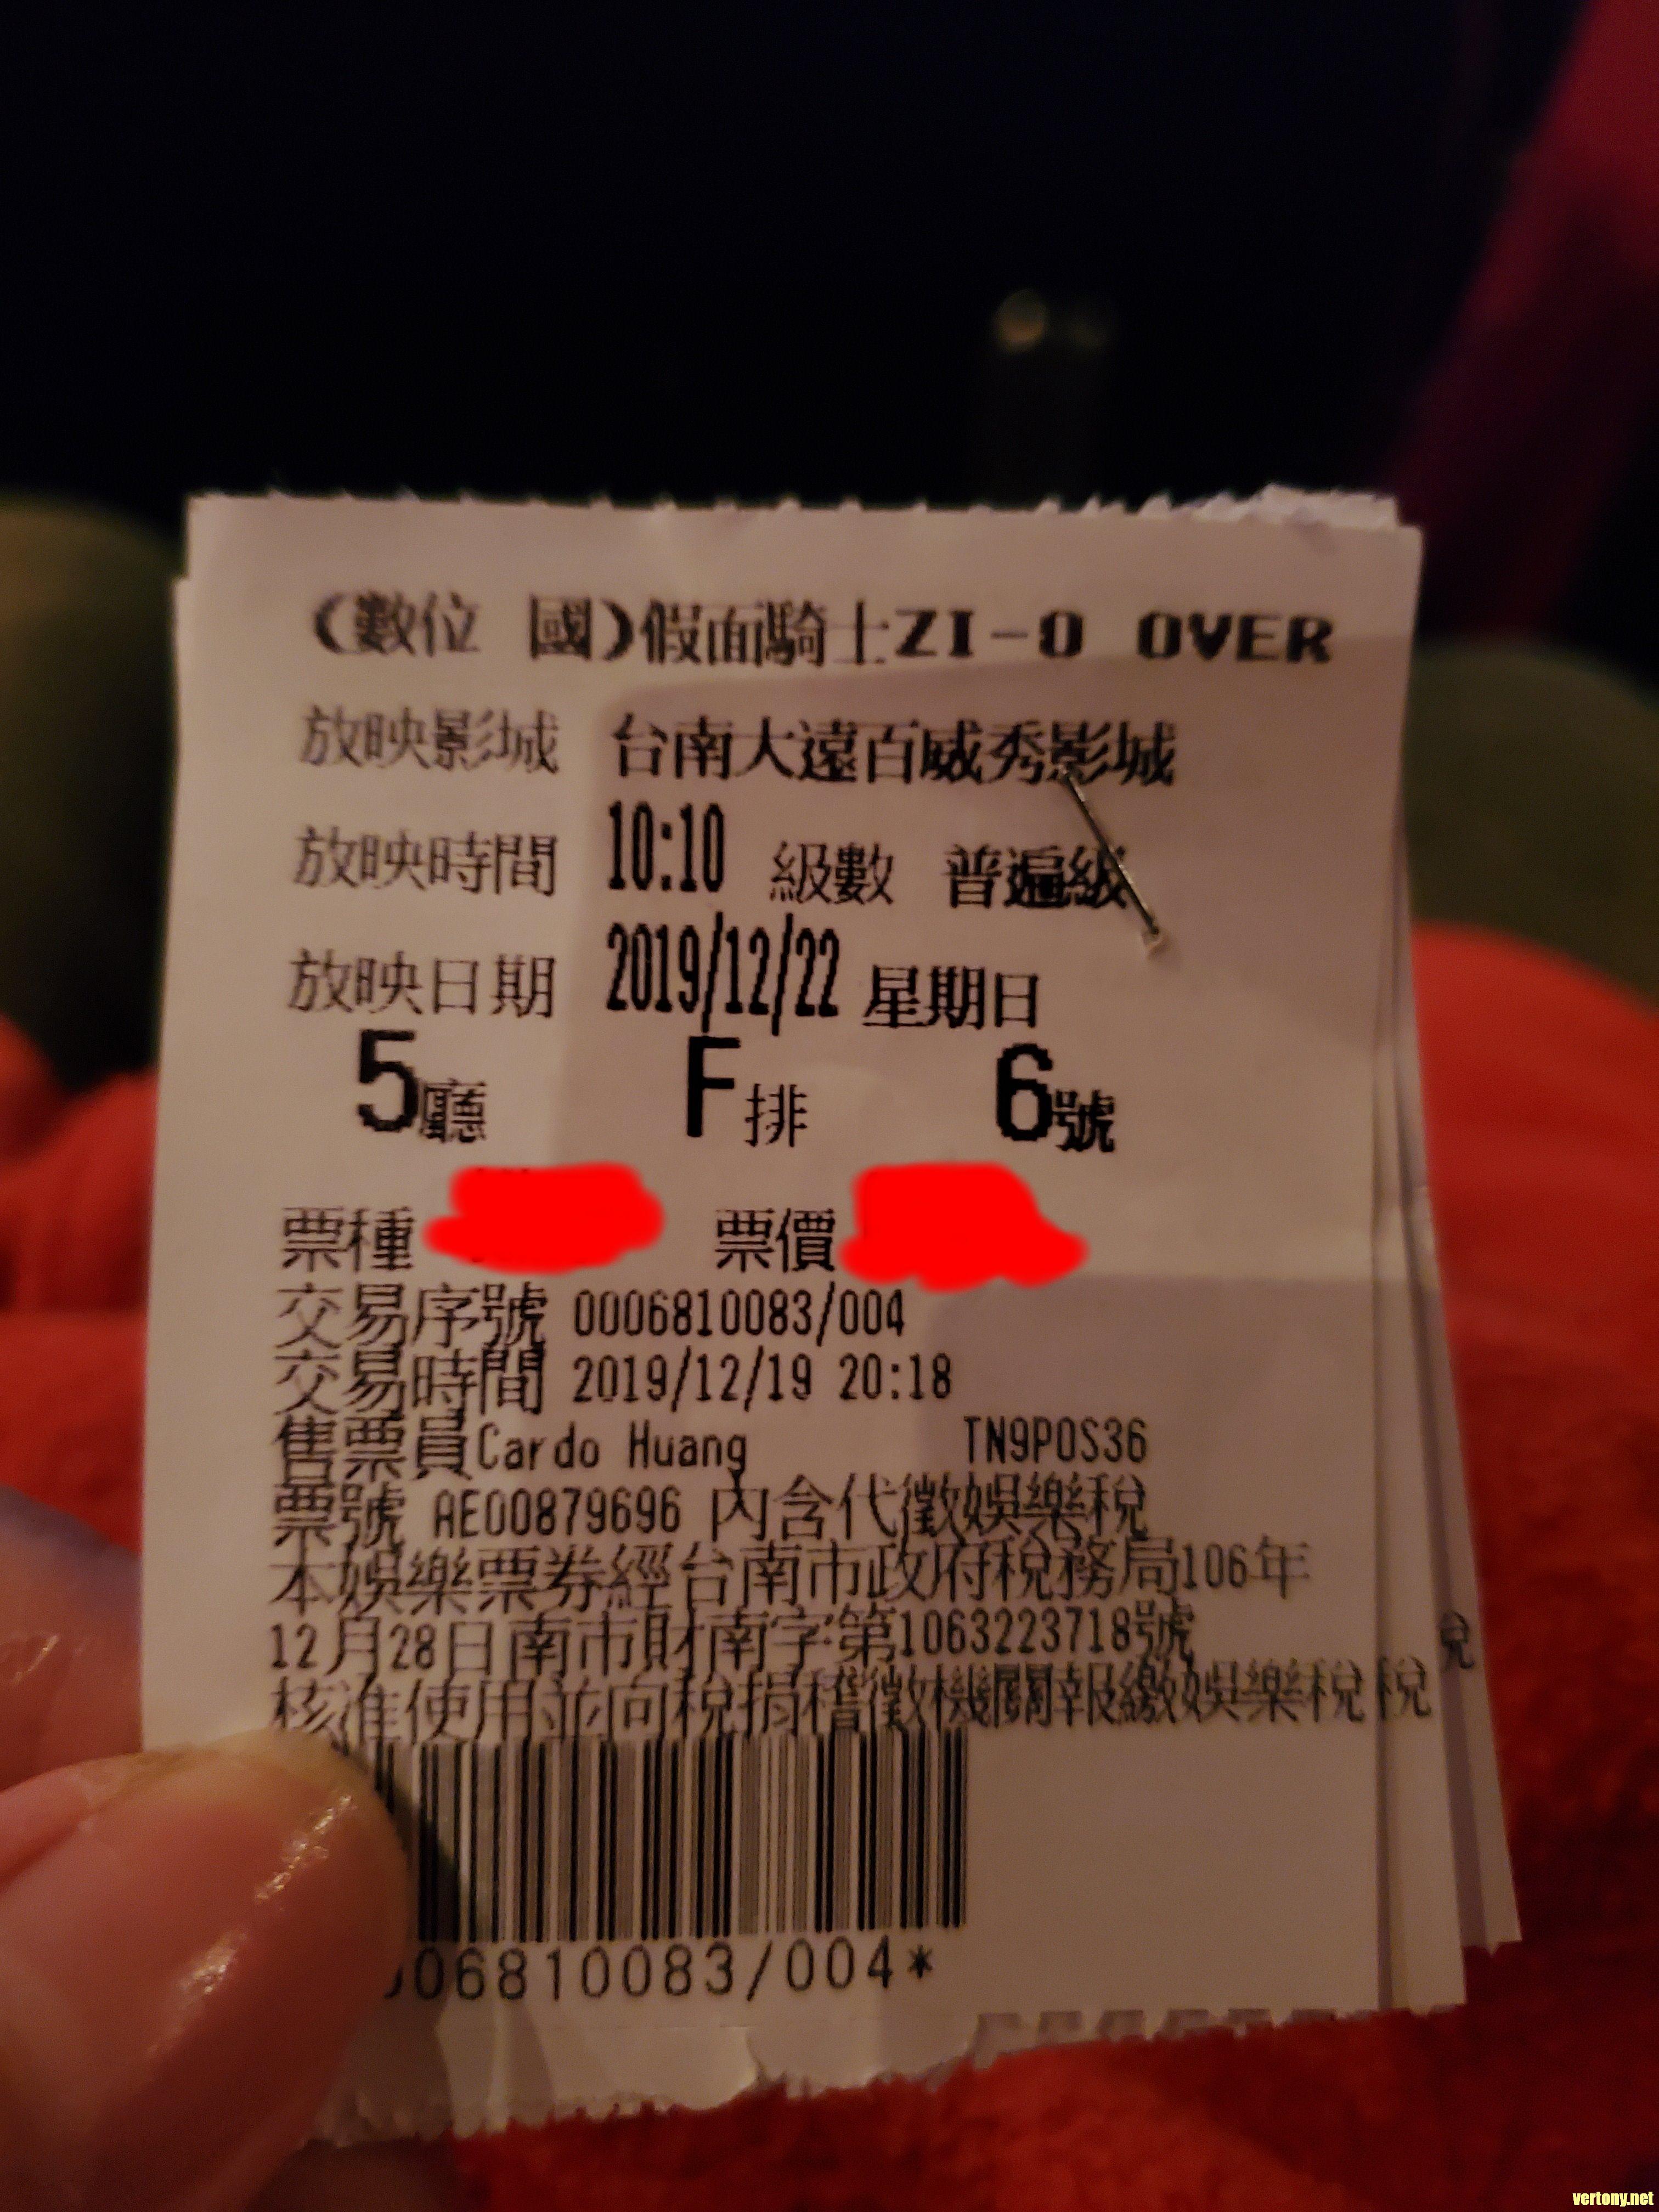 (數位 國)假面騎士ZI-O OVER
放映影城 台南大遠百威秀影城
放映時間 10:10 級數 普遍級
放映日期 2019/12/22 星期日
5廳 F排 6號
票種 票價
交易序號 0006810083/004
交易時間 2019/12/19 20:18
售票員Cardo Huang TN9POS36
票號 AE00879696 內含代徵娛樂稅
本娛樂票券經台南市政府稅務局106年
12月28日南市財南字第1063223718號
核准使用並向稅捐稽徵機關報繳娛樂稅 稅 稅
06810083/004*
vertony.net